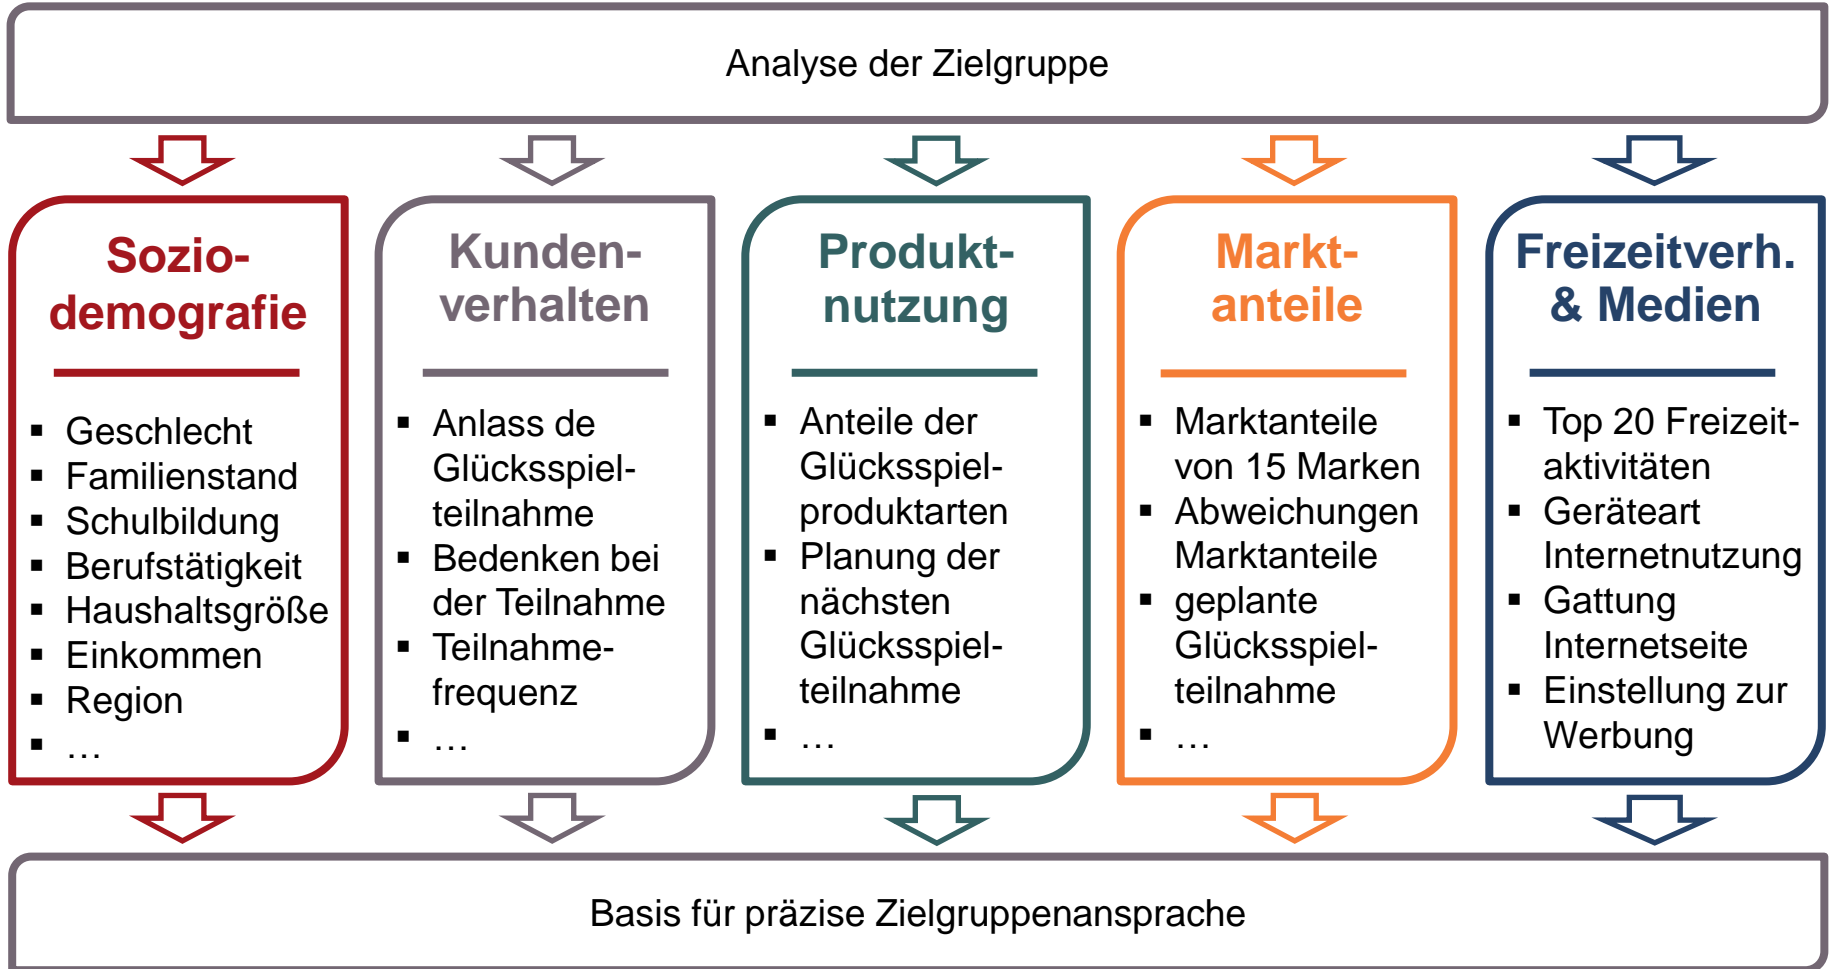 Analyse der Zielgruppe
Sozio-
demografie
Geschlecht
Familienstand
Schulbildung
Berufstätigkeit
Haushaltsgröße
Einkommen
Region
…
Kunden-
verhalten
Anlass de
Glücksspiel-
teilnahme
Bedenken bei
der Teilnahme
Teilnahme-
frequenz
…
Produkt-
nutzung
Anteile der
Glücksspiel-
produktarten
Planung der
nächsten
Glücksspiel-
teilnahme
…
Markt-
anteile
Marktanteile
von 15 Marken
Abweichungen
Marktanteile
geplante
Glücksspiel-
teilnahme
…
Freizeitverh.
& Medien
Top 20 Freizeit-
aktivitäten
Geräteart
Internetnutzung
Gattung
Internetseite
Einstellung zur
Werbung
Basis für präzise Zielgruppenansprache